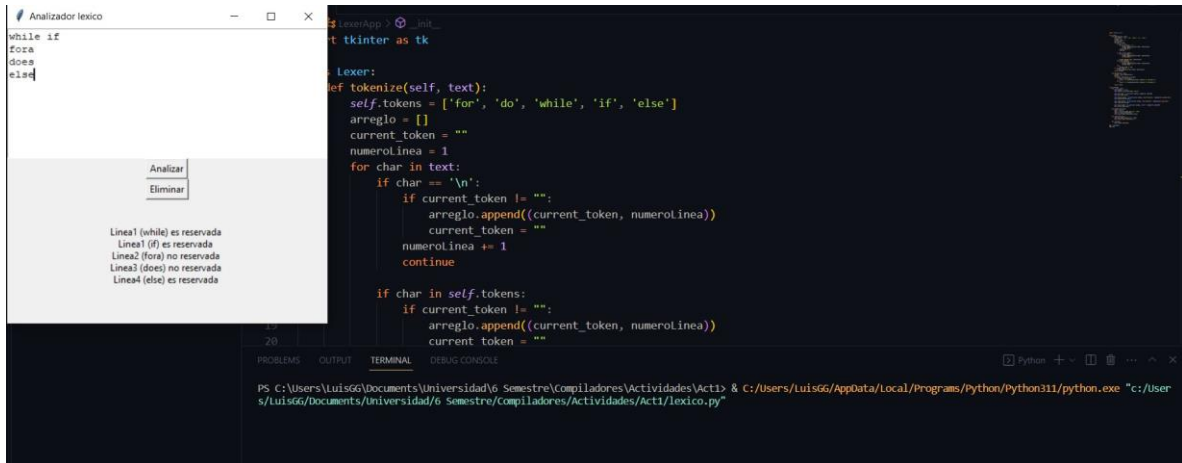 Analizador lexico
while if
fora
does
else
Analizar
Eliminar
Linea1 (while) es reservada
Linea1 (if) es reservada
Linea2 (fora) no reservada
Linea3 (does) no reservada
Linea4 (else) es reservada
LexerApp > __init__
tkinter as tk
Lexer:
def tokenize(self, text):
self.tokens = ['for', 'do', 'while', 'if', 'else']
arreglo = []
current_token = ""
numeroLinea = 1
for char in text:
if char == '\n':
if current_token != "":
arreglo.append((current_token, numeroLinea))
current_token = ""
numeroLinea += 1
continue
if char in self.tokens:
if current_token != "":
19 arreglo.append((current_token, numeroLinea))
20 current_token = ""
PROBLEMS OUTPUT TERMINAL DEBUG CONSOLE Python
PS C:\Users\LuisGG\Documents\Universidad\6 Semestre\Compiladores\Actividades\Act1> & C:/Users/LuisGG/AppData/Local/Programs/Python/Python311/python.exe "c:/User
s/LuisGG/Documents/Universidad/6 Semestre/Compiladores/Actividades/Act1/lexico.py"